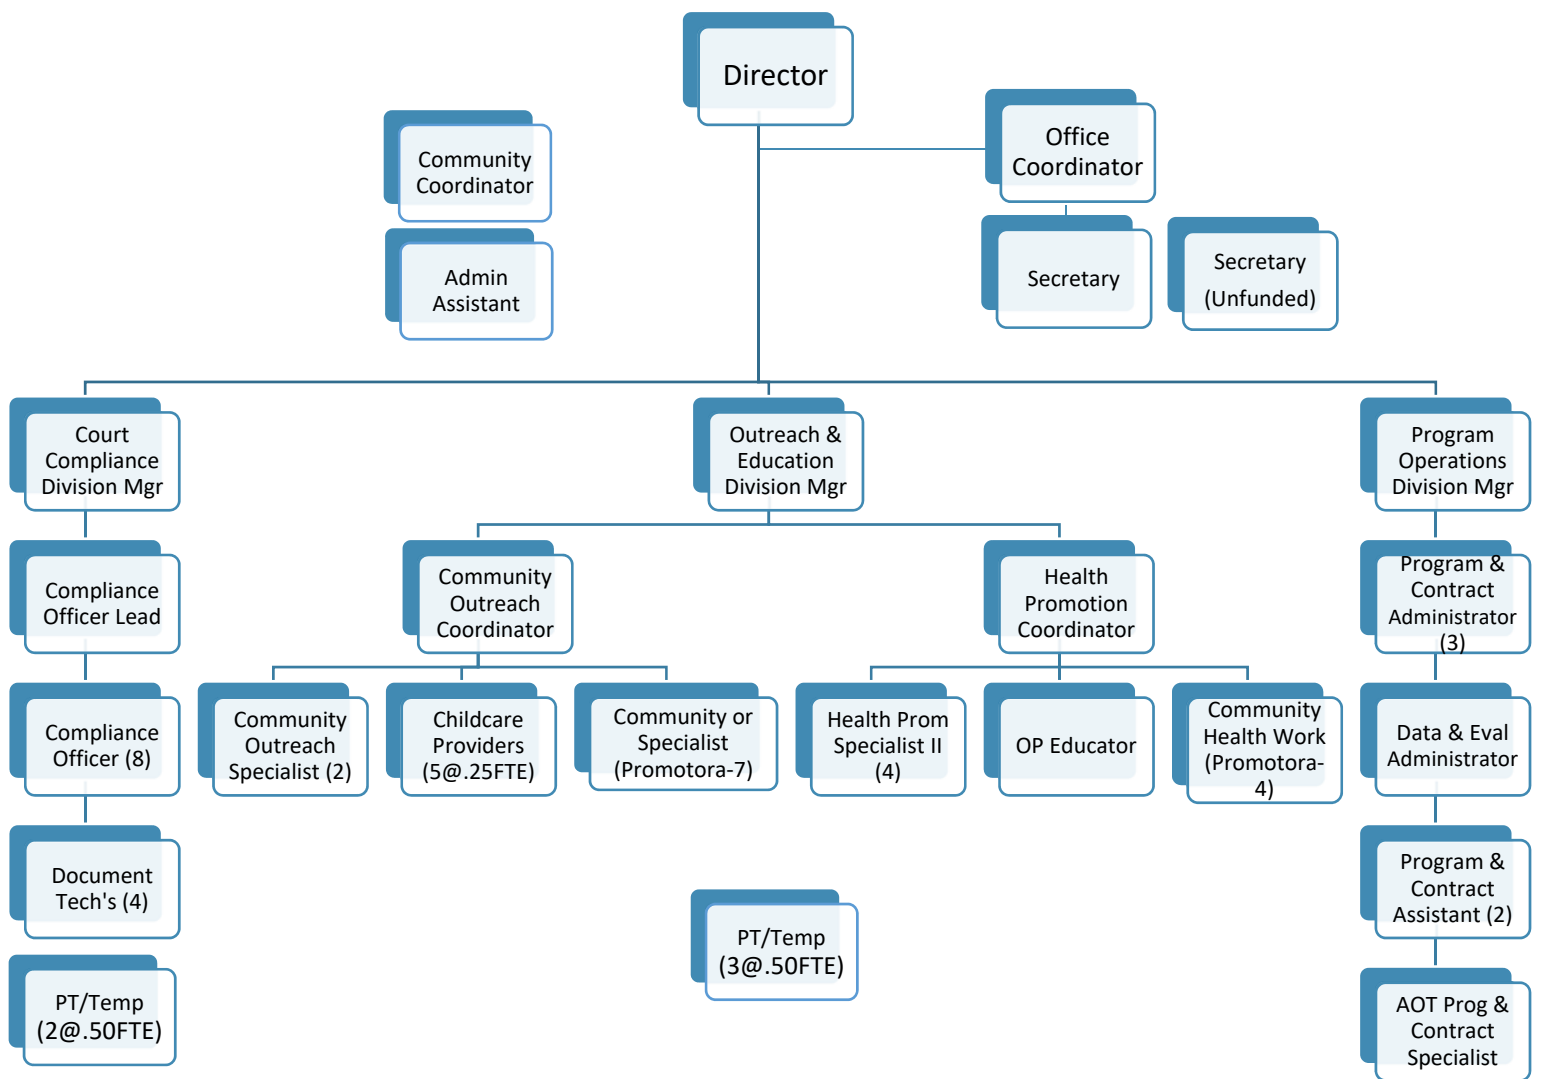 Director
Office
Coordinator
Community
Coordinator
Admin
Assistant
Secretary
Secretary
(Unfunded)
Court
Compliance
Division Mgr
Outreach &
Education
Division Mgr
Program
Operations
Division Mgr
Compliance
Officer Lead
Community
Outreach
Coordinator
Health
Promotion
Coordinator
Program &
Contract
Administrator
(3)
Compliance
Officer (8)
Community
Outreach
Specialist (2)
Childcare
Providers
(5@.25FTE)
Community or
Specialist
(Promotora-7)
Health Prom
Specialist II
(4)
OP Educator
Community
Health Work
(Promotora-
4)
Data & Eval
Administrator
Document
Tech's (4)
Program &
Contract
Assistant (2)
PT/Temp
(3@.50FTE)
PT/Temp
(2@.50FTE)
AOT Prog &
Contract
Specialist